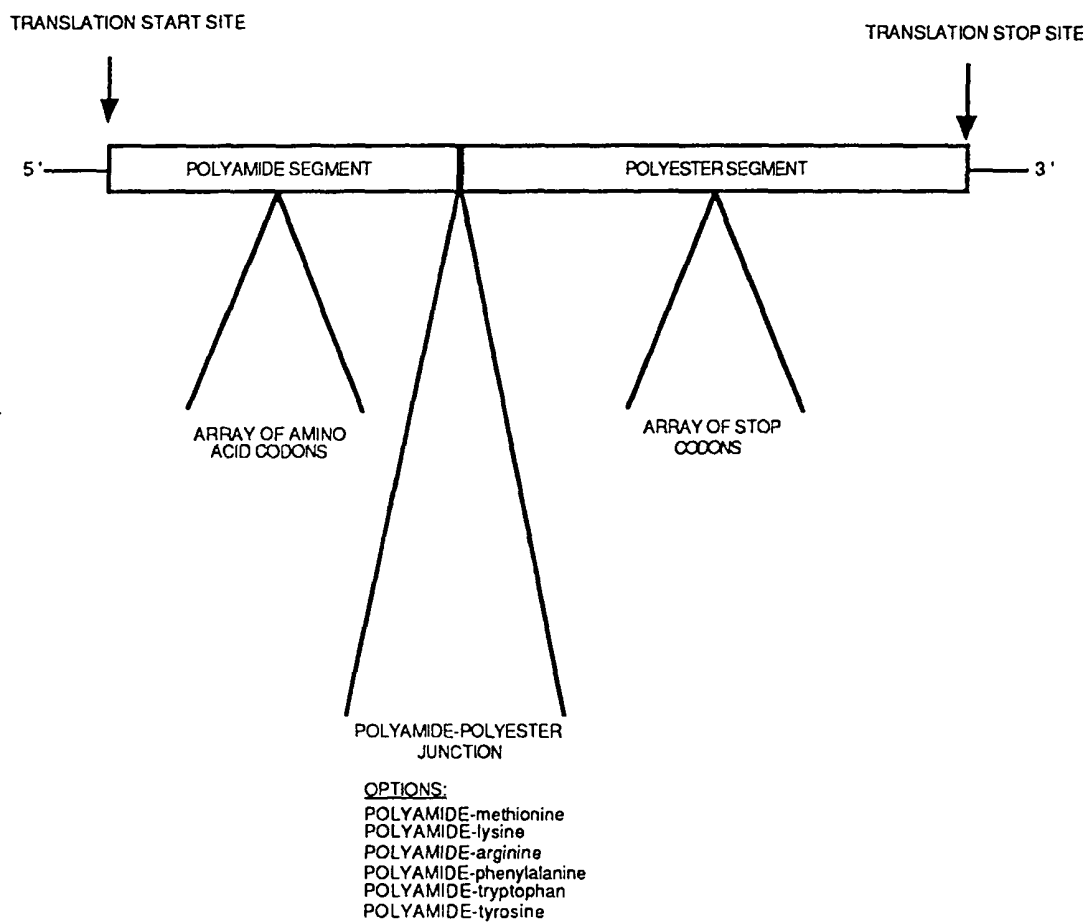 TRANSLATION START SITE
TRANSLATION STOP SITE
5'
POLYAMIDE SEGMENT
POLYESTER SEGMENT
3'
ARRAY OF AMINO
ACID CODONS
ARRAY OF STOP
CODONS
POLYAMIDE-POLYESTER
JUNCTION
OPTIONS:
POLYAMIDE-methionine
POLYAMIDE-lysine
POLYAMIDE-arginine
POLYAMIDE-phenylalanine
POLYAMIDE-tryptophan
POLYAMIDE-tyrosine